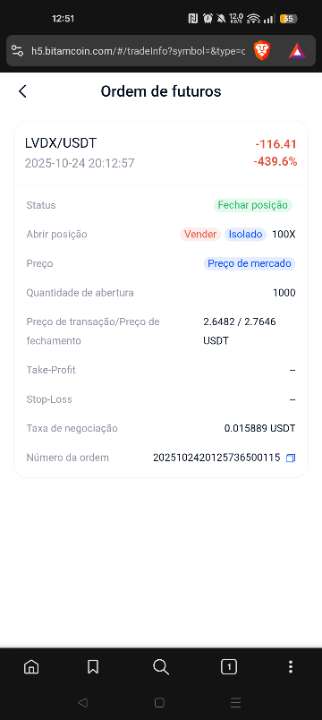 12:51
12,0
55
h5.bitamcoin.com/#/tradeInfo?symbol=&type=c
Ordem de futuros
LVDX/USDT
-116.41
2025-10-24 20:12:57
-439.6%
Status
Fechar posição
Abrir posição
Vender Isolado 100X
Preço
Preço de mercado
Quantidade de abertura
1000
Preço de transação/Preço de
2.6482 / 2.7646
fechamento
USDT
Take-Profit
--
Stop-Loss
--
Taxa de negociação
0.015889 USDT
Número da ordem
2025102420125736500115
1